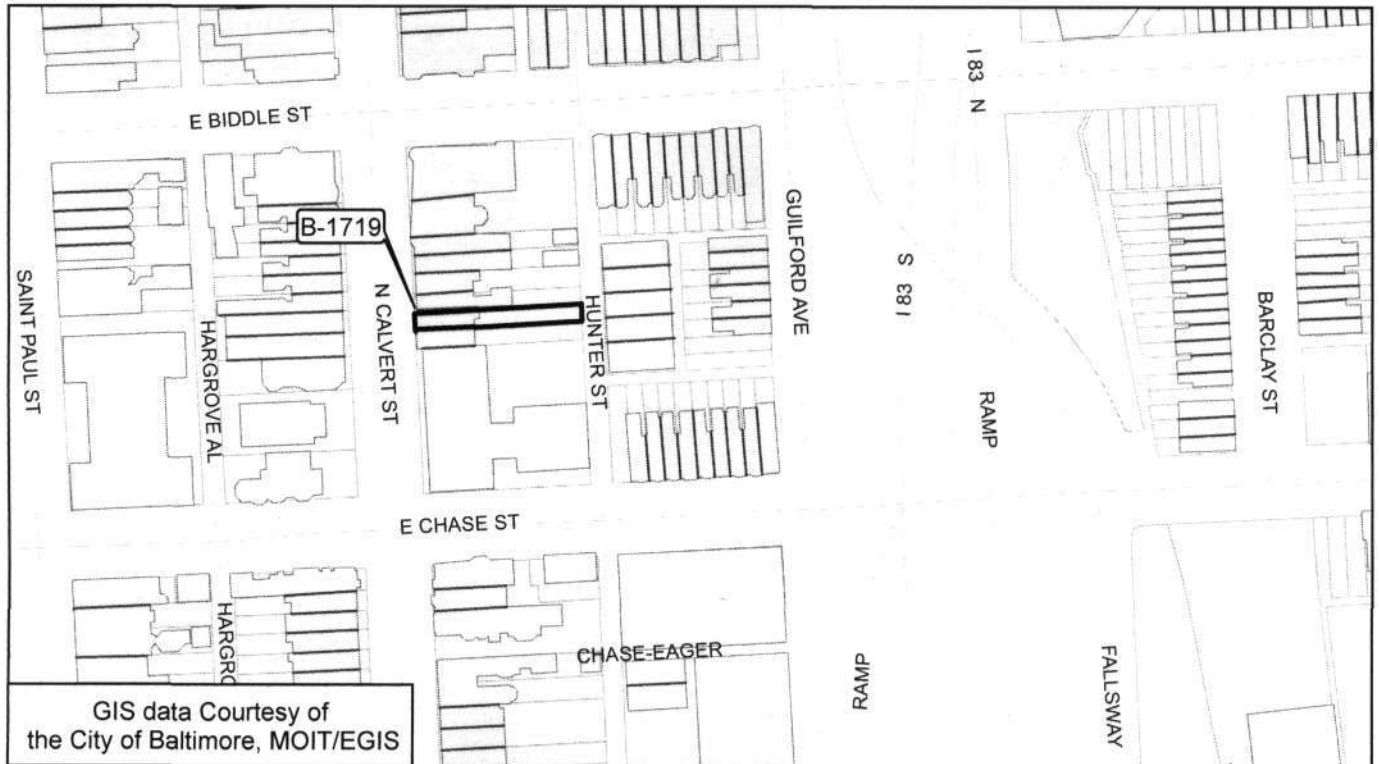 E BIDDLE ST
I 83 N
B-1719
SAINT PAUL ST
HARGROVE AL
N CALVERT ST
HUNTER ST
GUILFORD AVE
I 83 S
BARCLAY ST
RAMP
E CHASE ST
HARGRO
CHASE-EAGER
RAMP
FALLSWAY
GIS data Courtesy of
the City of Baltimore, MOIT/EGIS